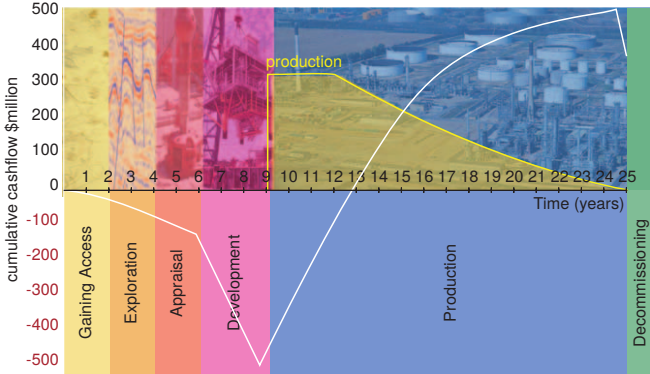 cumulative cashflow $million
500
400
300
200
100
0
-100
-200
-300
-400
-500
production
1 2 3 4 5 6 7 8 9 10 11 12 13 14 15 16 17 18 19 20 21 22 23 24 25
Time (years)
Gaining Access
Exploration
Appraisal
Development
Production
Decommissioning